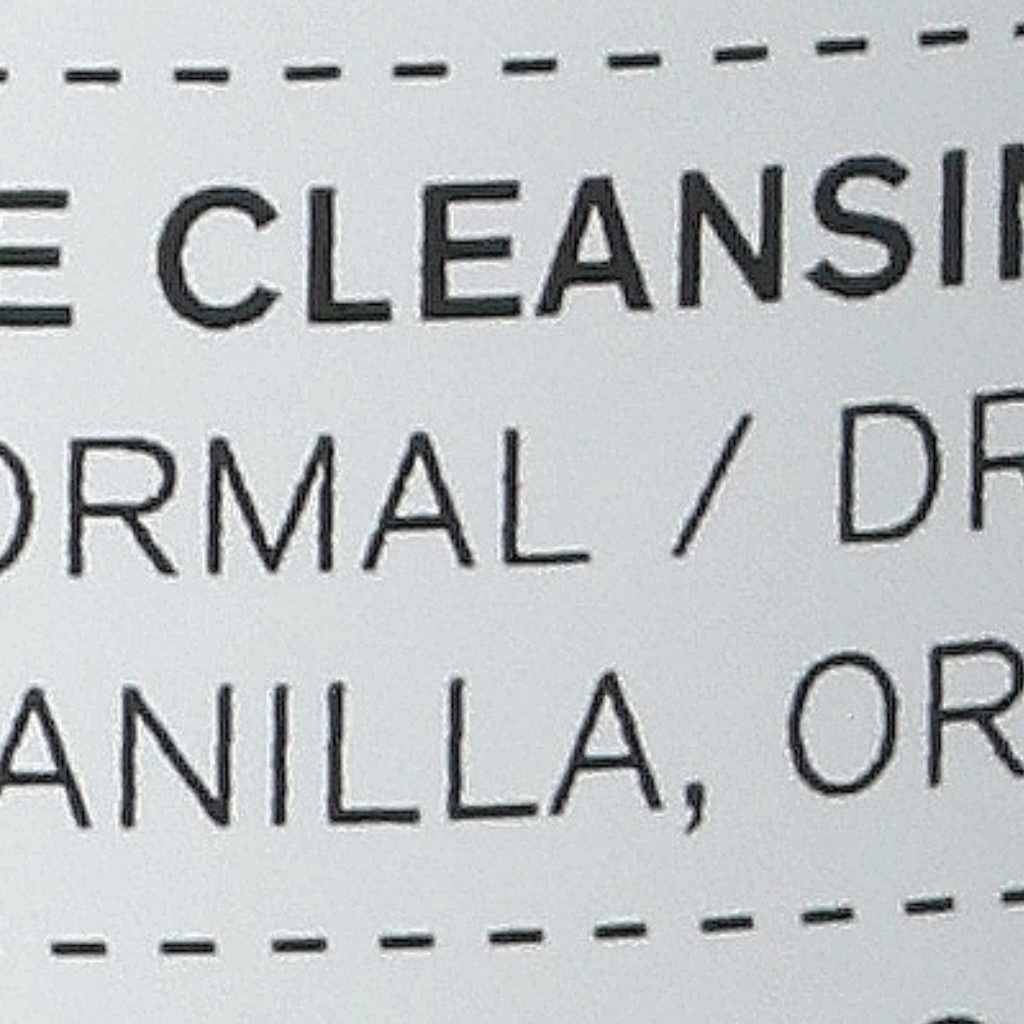 E CLEANSIN
ORMAL / DR
ANILLA, OR